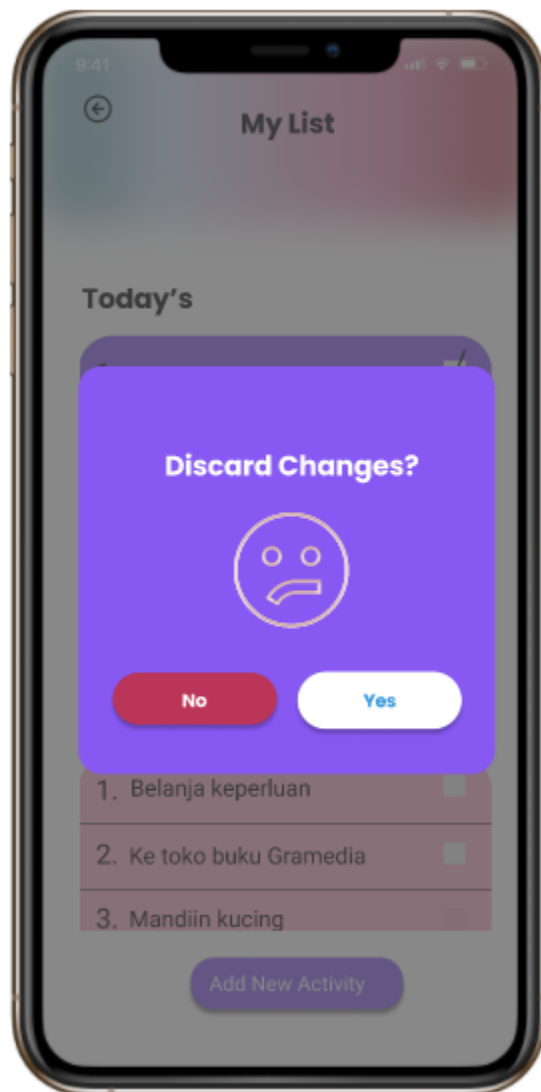 9:41
My List
Today's
Discard Changes?
No
Yes
1. Belanja keperluan
2. Ke toko buku Gramedia
3. Mandiin kucing
Add New Activity